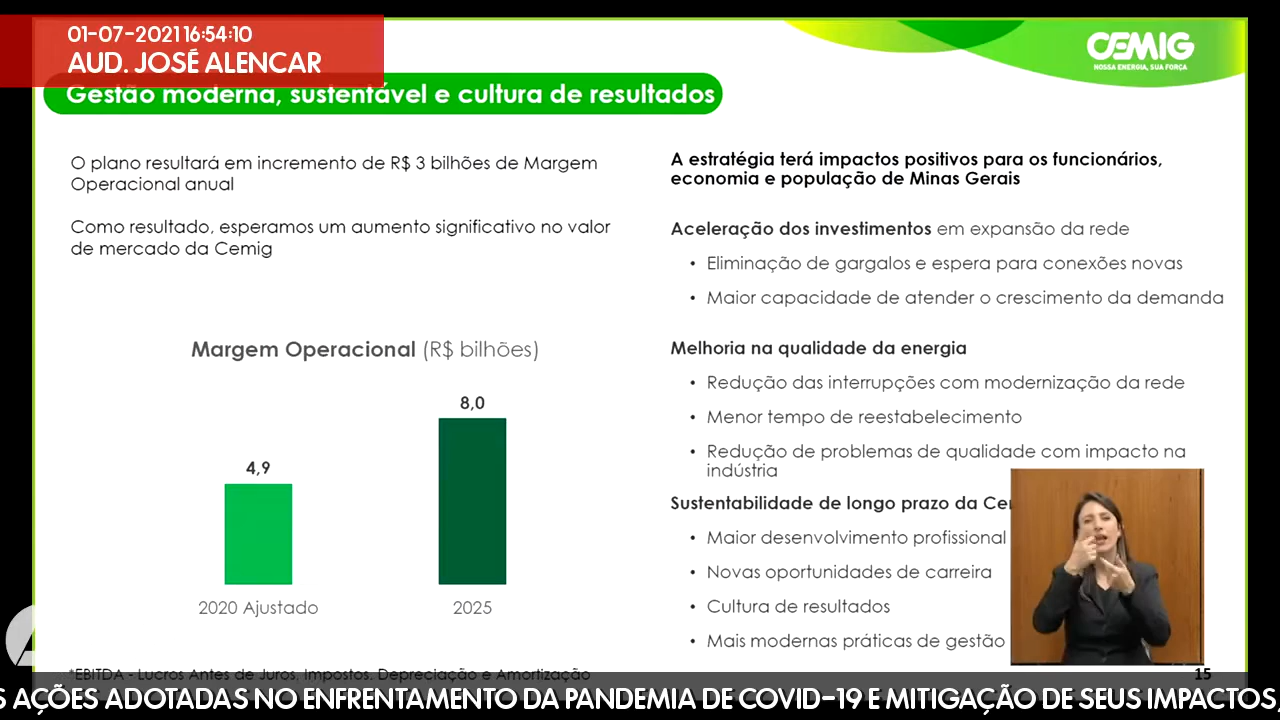 01-07-2021 16:54:10
AUD. JOSÉ ALENCAR
CEMIG
NOSSA ENERGIA, SUA FORÇA
Gestão moderna, sustentável e cultura de resultados
O plano resultará em incremento de R$ 3 bilhões de Margem
Operacional anual
Como resultado, esperamos um aumento significativo no valor
de mercado da Cemig
Margem Operacional (R$ bilhões)
4,9
8,0
2020 Ajustado
2025
*EBITDA - Lucros Antes de Juros, Impostos, Depreciação e Amortização
A estratégia terá impactos positivos para os funcionários,
economia e população de Minas Gerais
Aceleração dos investimentos em expansão da rede
• Eliminação de gargalos e espera para conexões novas
• Maior capacidade de atender o crescimento da demanda
Melhoria na qualidade da energia
• Redução das interrupções com modernização da rede
• Menor tempo de reestabelecimento
• Redução de problemas de qualidade com impacto na
indústria
Sustentabilidade de longo prazo da
• Maior desenvolvimento profissional
• Novas oportunidades de carreira
• Cultura de resultados
• Mais modernas práticas de gestão
15
S AÇÕES ADOTADAS NO ENFRENTAMENTO DA PANDEMIA DE COVID-19 E MITIGAÇÃO DE SEUS IMPACTOS,